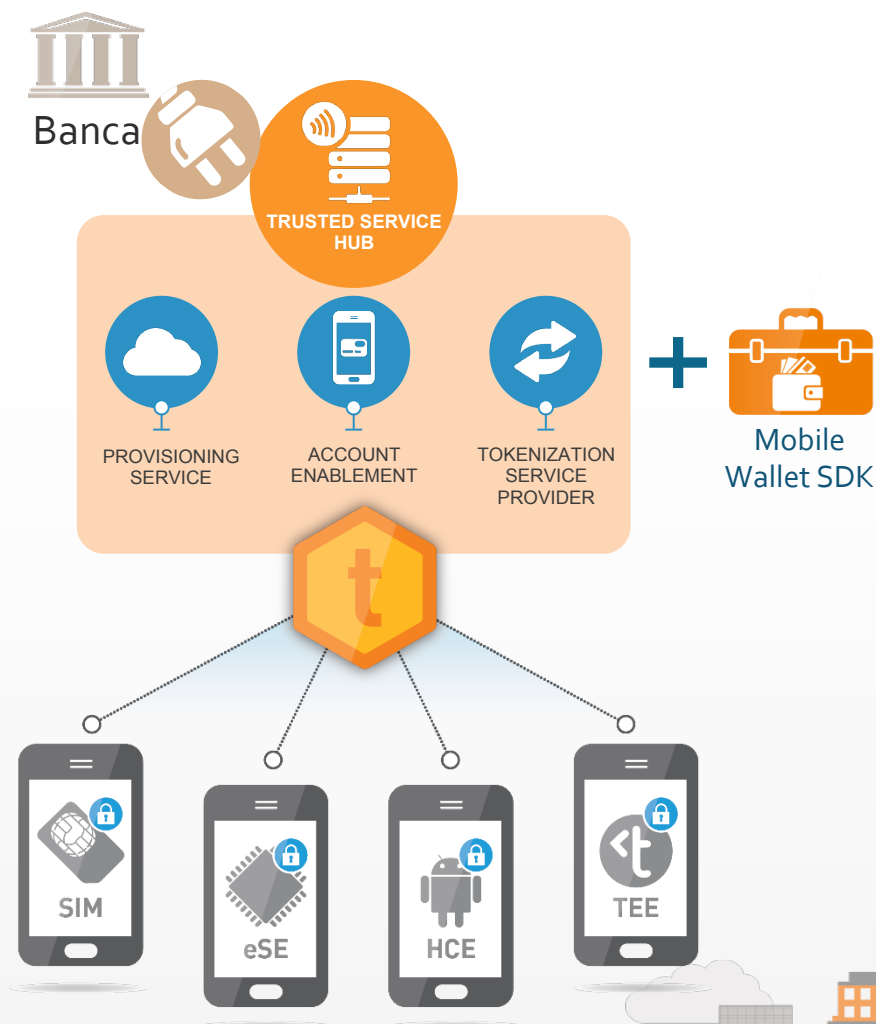 Banca
TRUSTED SERVICE
HUB
PROVISIONING
SERVICE
ACCOUNT
ENABLEMENT
TOKENIZATION
SERVICE
PROVIDER
Mobile
Wallet SDK
t
SIM
eSE
HCE
t
TEE